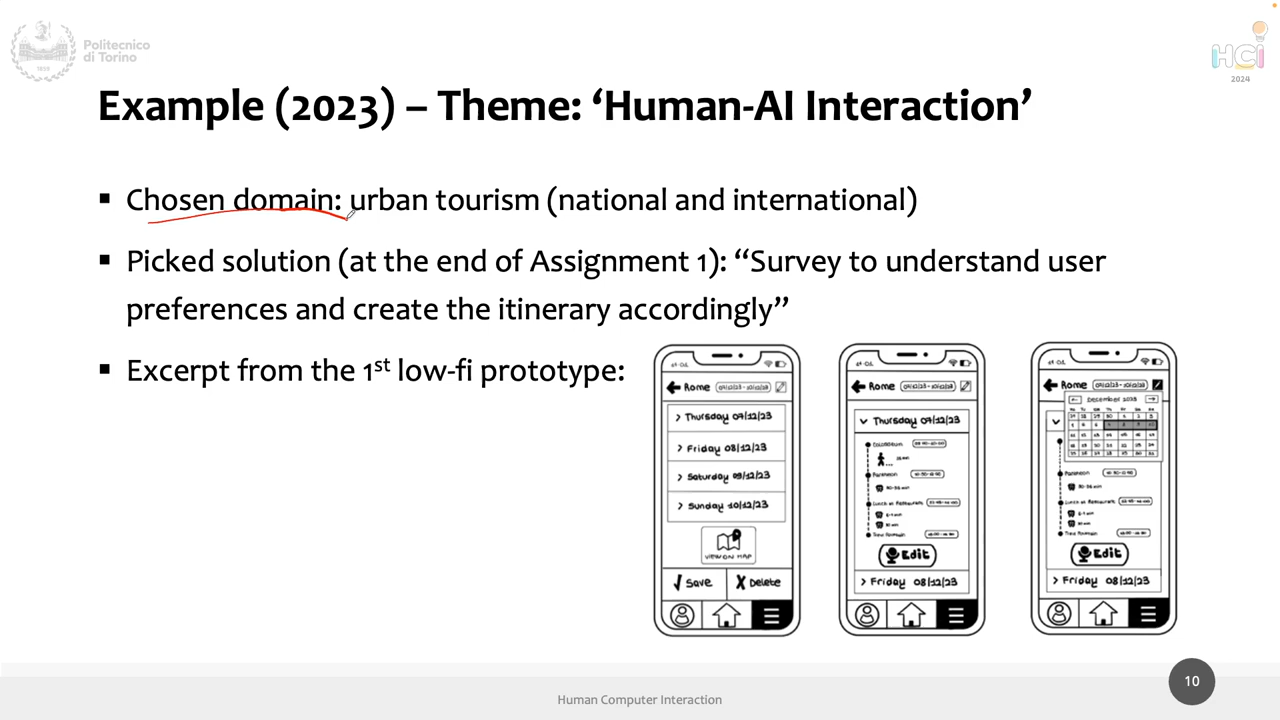 Politecnico
di Torino
1859
HCI
2024
Example (2023) – Theme: ‘Human-AI Interaction’
▪ Chosen domain: urban tourism (national and international)
▪ Picked solution (at the end of Assignment 1): “Survey to understand user
preferences and create the itinerary accordingly”
▪ Excerpt from the 1st low-fi prototype:
Rome
Thursday 07/12/23
Friday 08/12/23
Saturday 09/12/23
Sunday 10/12/23
VIEW ON MAP
Save
Delete
Rome
Thursday 07/12/23
Colosseum
Pantheon
Lunch at Restaurant
Edit
Friday 08/12/23
Rome
December 2023
Pantheon
Lunch at Restaurant
Edit
Friday 08/12/23
Human Computer Interaction
10